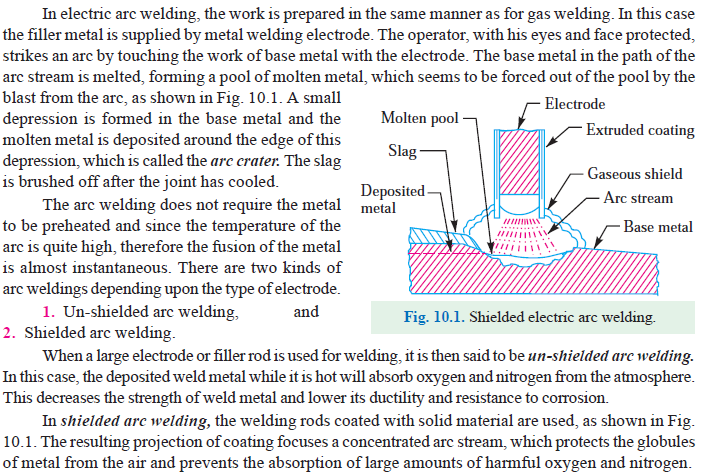 In electric arc welding, the work is prepared in the same manner as for gas welding. In this case
the filler metal is supplied by metal welding electrode. The operator, with his eyes and face protected,
strikes an arc by touching the work of base metal with the electrode. The base metal in the path of the
arc stream is melted, forming a pool of molten metal, which seems to be forced out of the pool by the
blast from the arc, as shown in Fig. 10.1. A small
depression is formed in the base metal and the
molten metal is deposited around the edge of this
depression, which is called the arc crater. The slag
is brushed off after the joint has cooled.
The arc welding does not require the metal
to be preheated and since the temperature of the
arc is quite high, therefore the fusion of the metal
is almost instantaneous. There are two kinds of
arc weldings depending upon the type of electrode.
1. Un-shielded arc welding, and
2. Shielded arc welding.
Electrode
Molten pool
Extruded coating
Slag
Gaseous shield
Deposited
metal
Arc stream
Base metal
Fig. 10.1. Shielded electric arc welding.
When a large electrode or filler rod is used for welding, it is then said to be un-shielded arc welding.
In this case, the deposited weld metal while it is hot will absorb oxygen and nitrogen from the atmosphere.
This decreases the strength of weld metal and lower its ductility and resistance to corrosion.
In shielded arc welding, the welding rods coated with solid material are used, as shown in Fig.
10.1. The resulting projection of coating focuses a concentrated arc stream, which protects the globules
of metal from the air and prevents the absorption of large amounts of harmful oxygen and nitrogen.